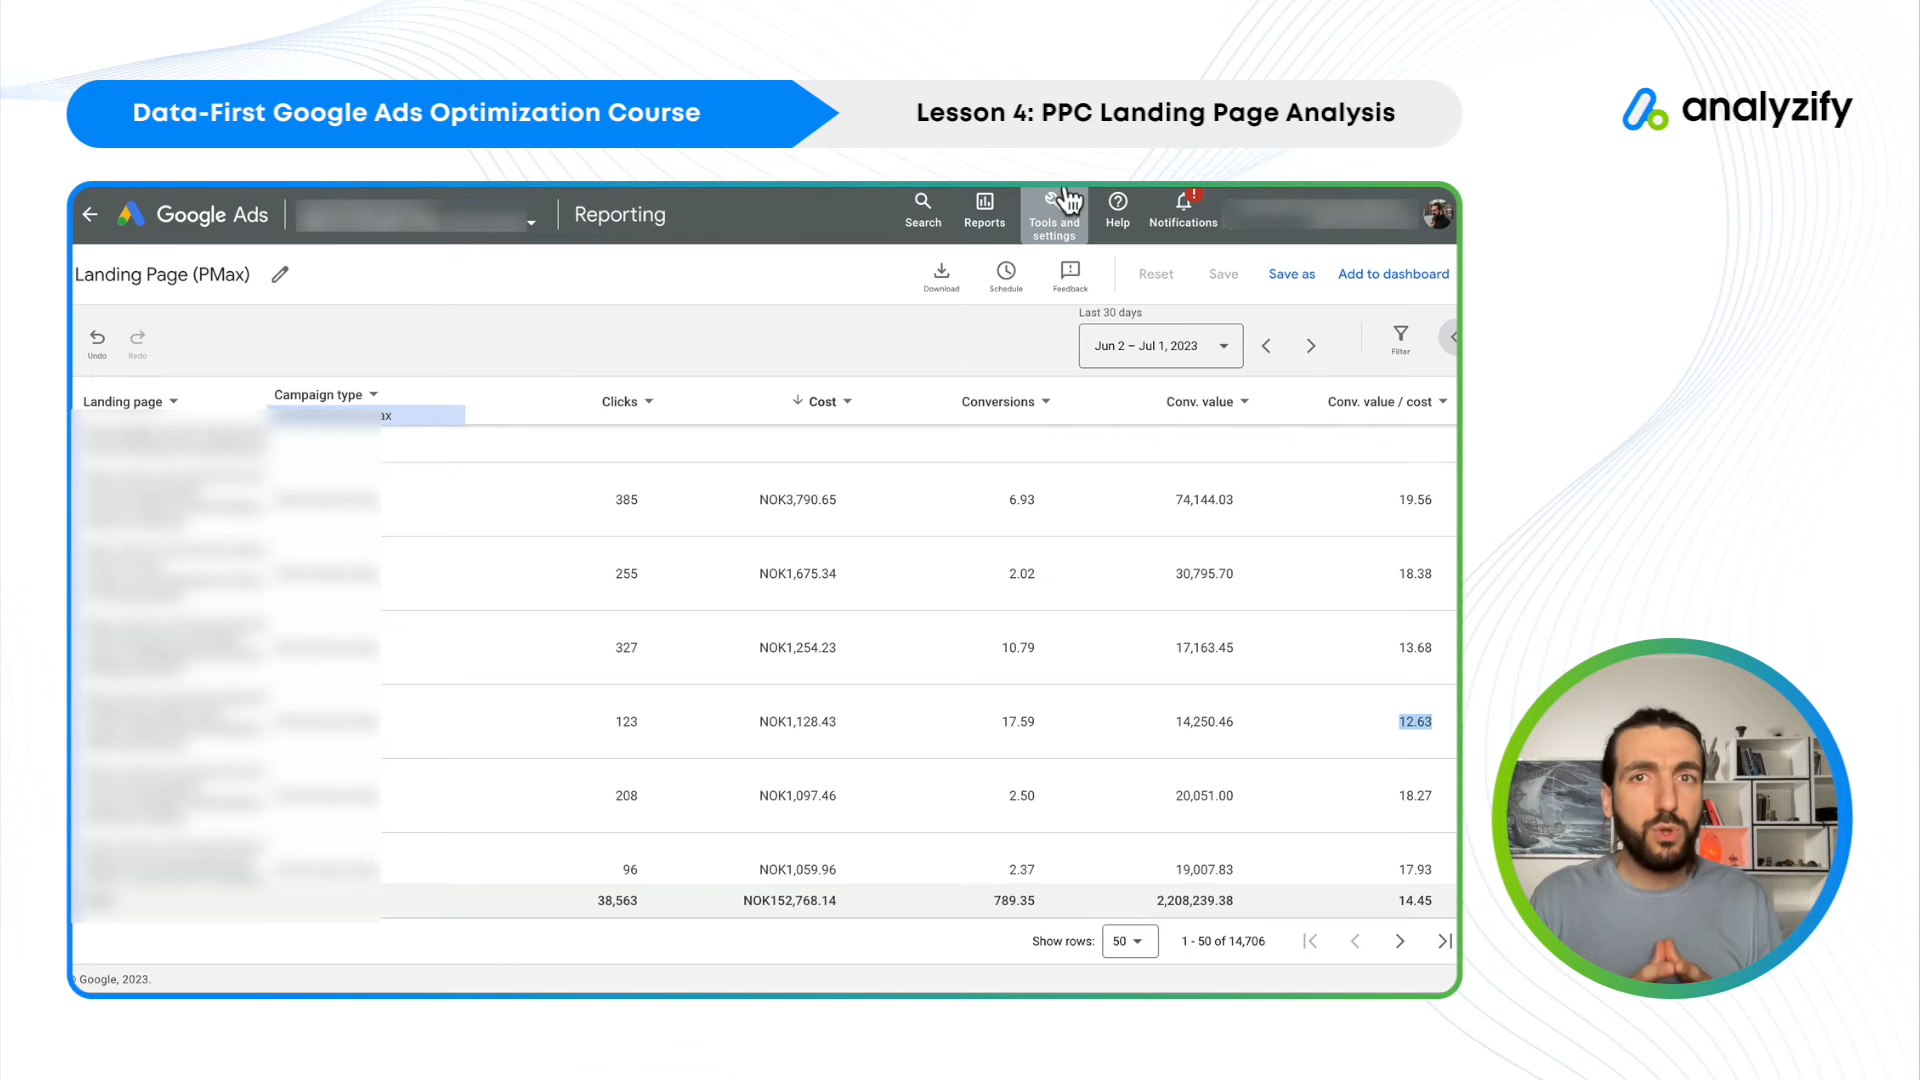 Data-First Google Ads Optimization Course
Lesson 4: PPC Landing Page Analysis
analyzify
Google Ads
Reporting
Search
Reports
Tools and settings
Help
Notifications
Landing Page (PMax)
Download
Schedule
Feedback
Reset
Save
Save as
Add to dashboard
Undo
Redo
Last 30 days
Jun 2 – Jul 1, 2023
Filter
Landing page
Campaign type
Clicks
Cost
Conversions
Conv. value
Conv. value / cost
ax
385 NOK3,790.65 6.93 74,144.03 19.56
255 NOK1,675.34 2.02 30,795.70 18.38
327 NOK1,254.23 10.79 17,163.45 13.68
123 NOK1,128.43 17.59 14,250.46 12.63
208 NOK1,097.46 2.50 20,051.00 18.27
96 NOK1,059.96 2.37 19,007.83 17.93
38,563 NOK152,768.14 789.35 2,208,239.38 14.45
Show rows: 50 1 - 50 of 14,706
Google, 2023.